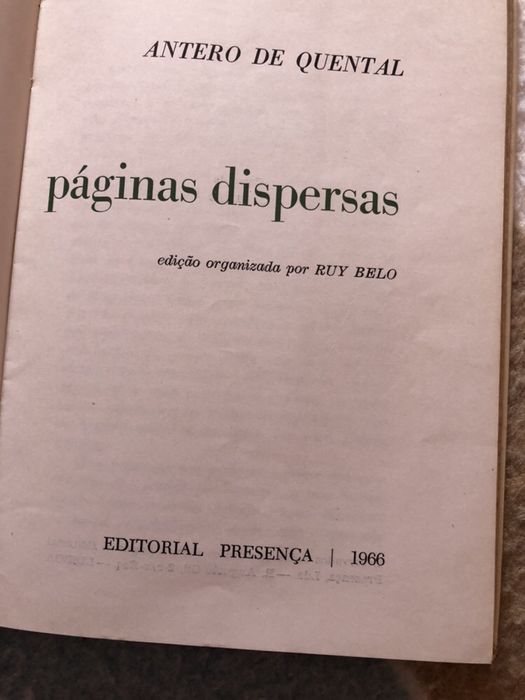 ANTERO DE QUENTAL
páginas dispersas
edição organizada por RUY BELO
EDITORIAL PRESENÇA | 1966